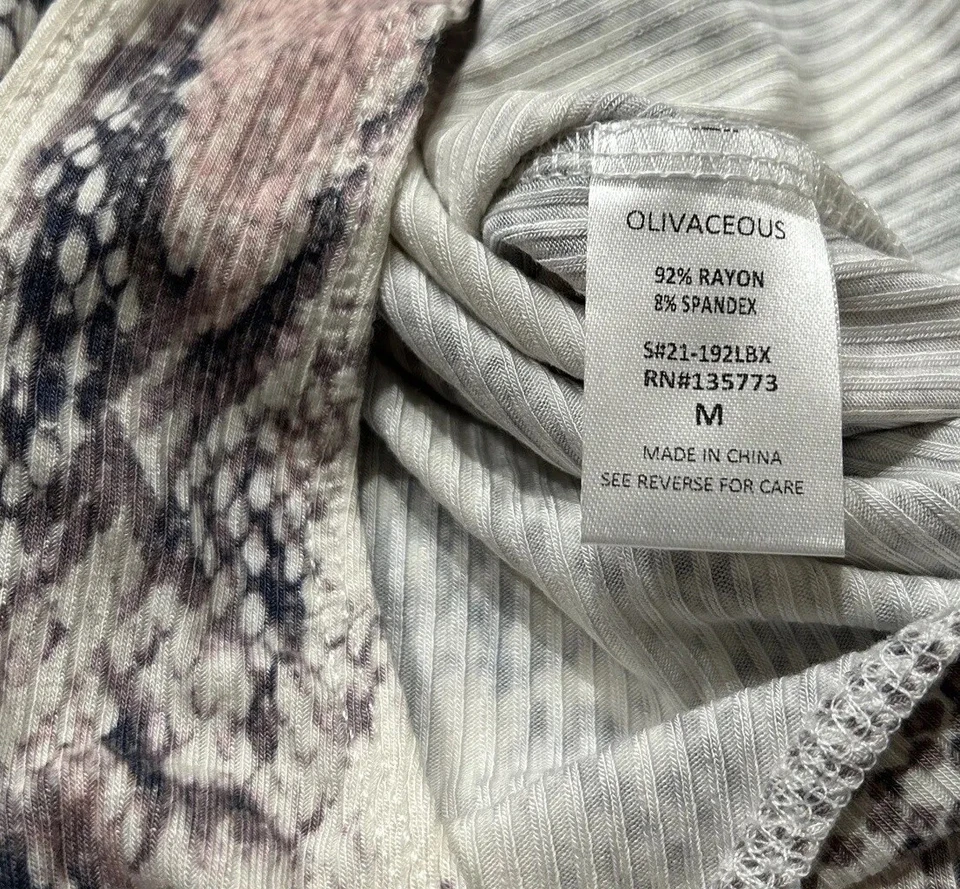 OLIVACEOUS
92% RAYON
8% SPANDEX
S#21-192LBX
RN#135773
M
MADE IN CHINA
SEE REVERSE FOR CARE